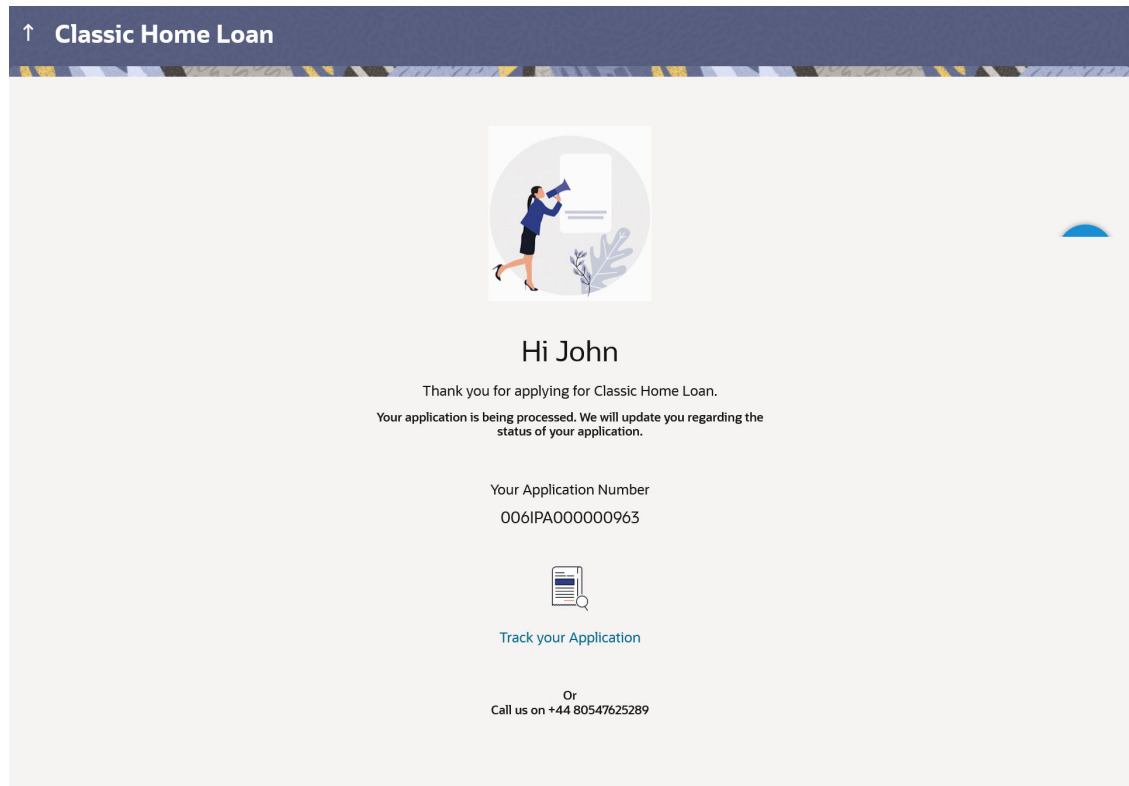 Classic Home Loan
Hi John
Thank you for applying for Classic Home Loan.
Your application is being processed. We will update you regarding the
status of your application.
Your Application Number
006IPA000000963
Track your Application
Or
Call us on +44 80547625289